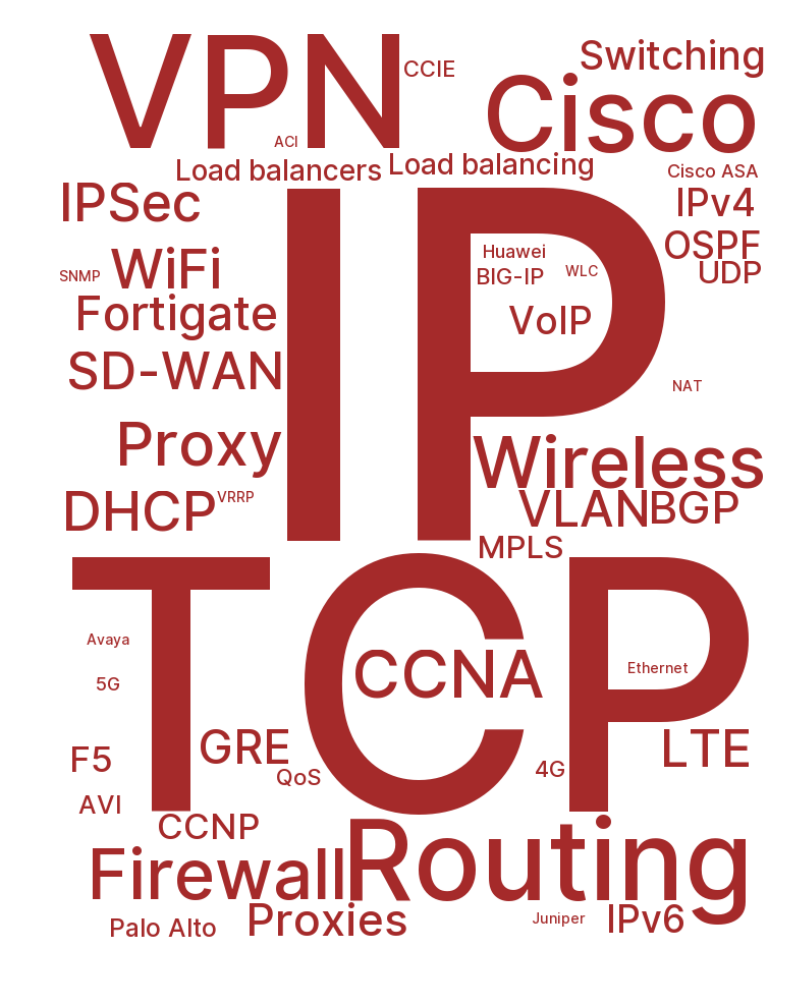 VPN
CCIE
Switching
Cisco
ACI
Load balancers
Load balancing
Cisco ASA
IPSec
IPv4
IP
OSPF
UDP
SNMP
WiFi
Huawei
BIG-IP
WLC
Fortigate
VoIP
SD-WAN
NAT
Proxy
Wireless
DHCP
VRRP
VLAN
BGP
MPLS
TCP
Avaya
CCNA
Ethernet
5G
GRE
LTE
F5
QoS
4G
AVI
CCNP
Routing
Firewall
Palo Alto
Proxies
Juniper
IPv6